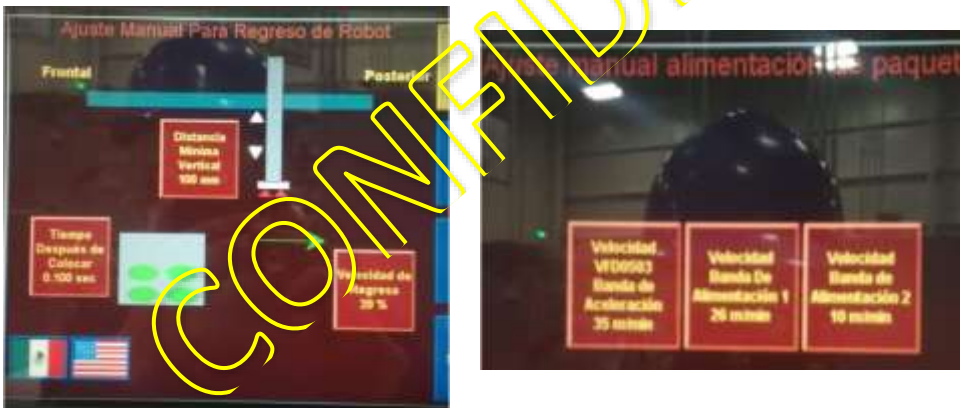 Ajuste Manual Para Regreso de Robot
Frontal
Posterior
Distancia
Minima
Vertical
100 mm
Tiempo
Después de
Colocar
0.100 sec
Velocidad de
Regreso
39 %
Ajuste manual alimentación de paquet
Velocidad
VFD0503
Banda de
Aceleración
35 m/min
Velocidad
Banda De
Alimentación 1
26 m/min
Velocidad
Banda de
Alimentación 2
10 m/min
CONFID